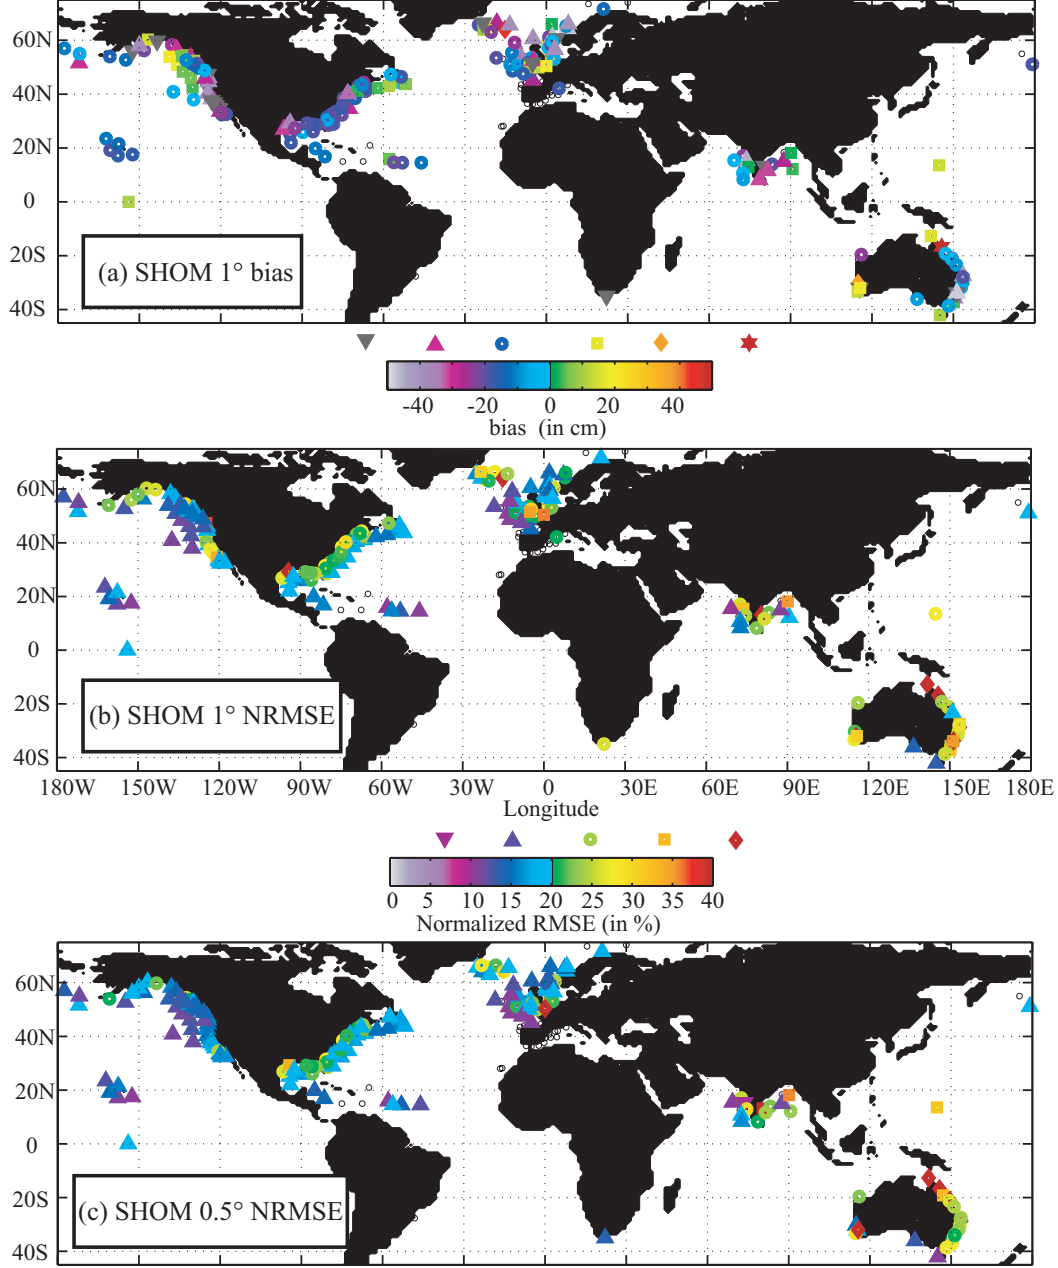 60N
40N
20N
0
20S
40S
(a) SHOM 1° bias
-40 -20 0 20 40
bias (in cm)
60N
40N
20N
0
20S
40S
(b) SHOM 1° NRMSE
180W 120W 90W 60W 30W 0 30E 60E 90E 120E 180E
Longitude
0 5 10 15 20 25 30 35 40
Normalized RMSE (in %)
60N
40N
20N
0
20S
40S
(c) SHOM 0.5° NRMSE